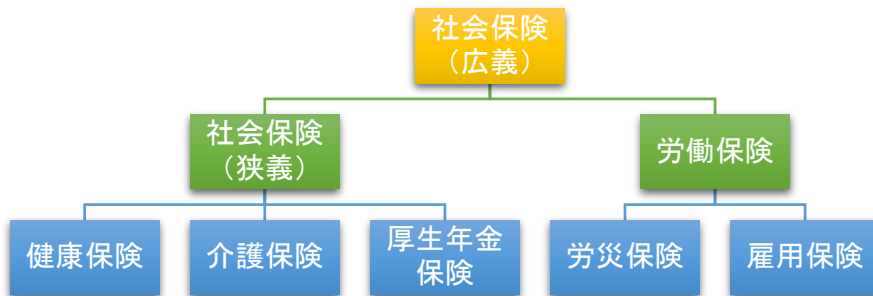 社会保険
（広義）
社会保険
（狭義）
労働保険
健康保険
介護保険
厚生年金
保険
労災保険
雇用保険